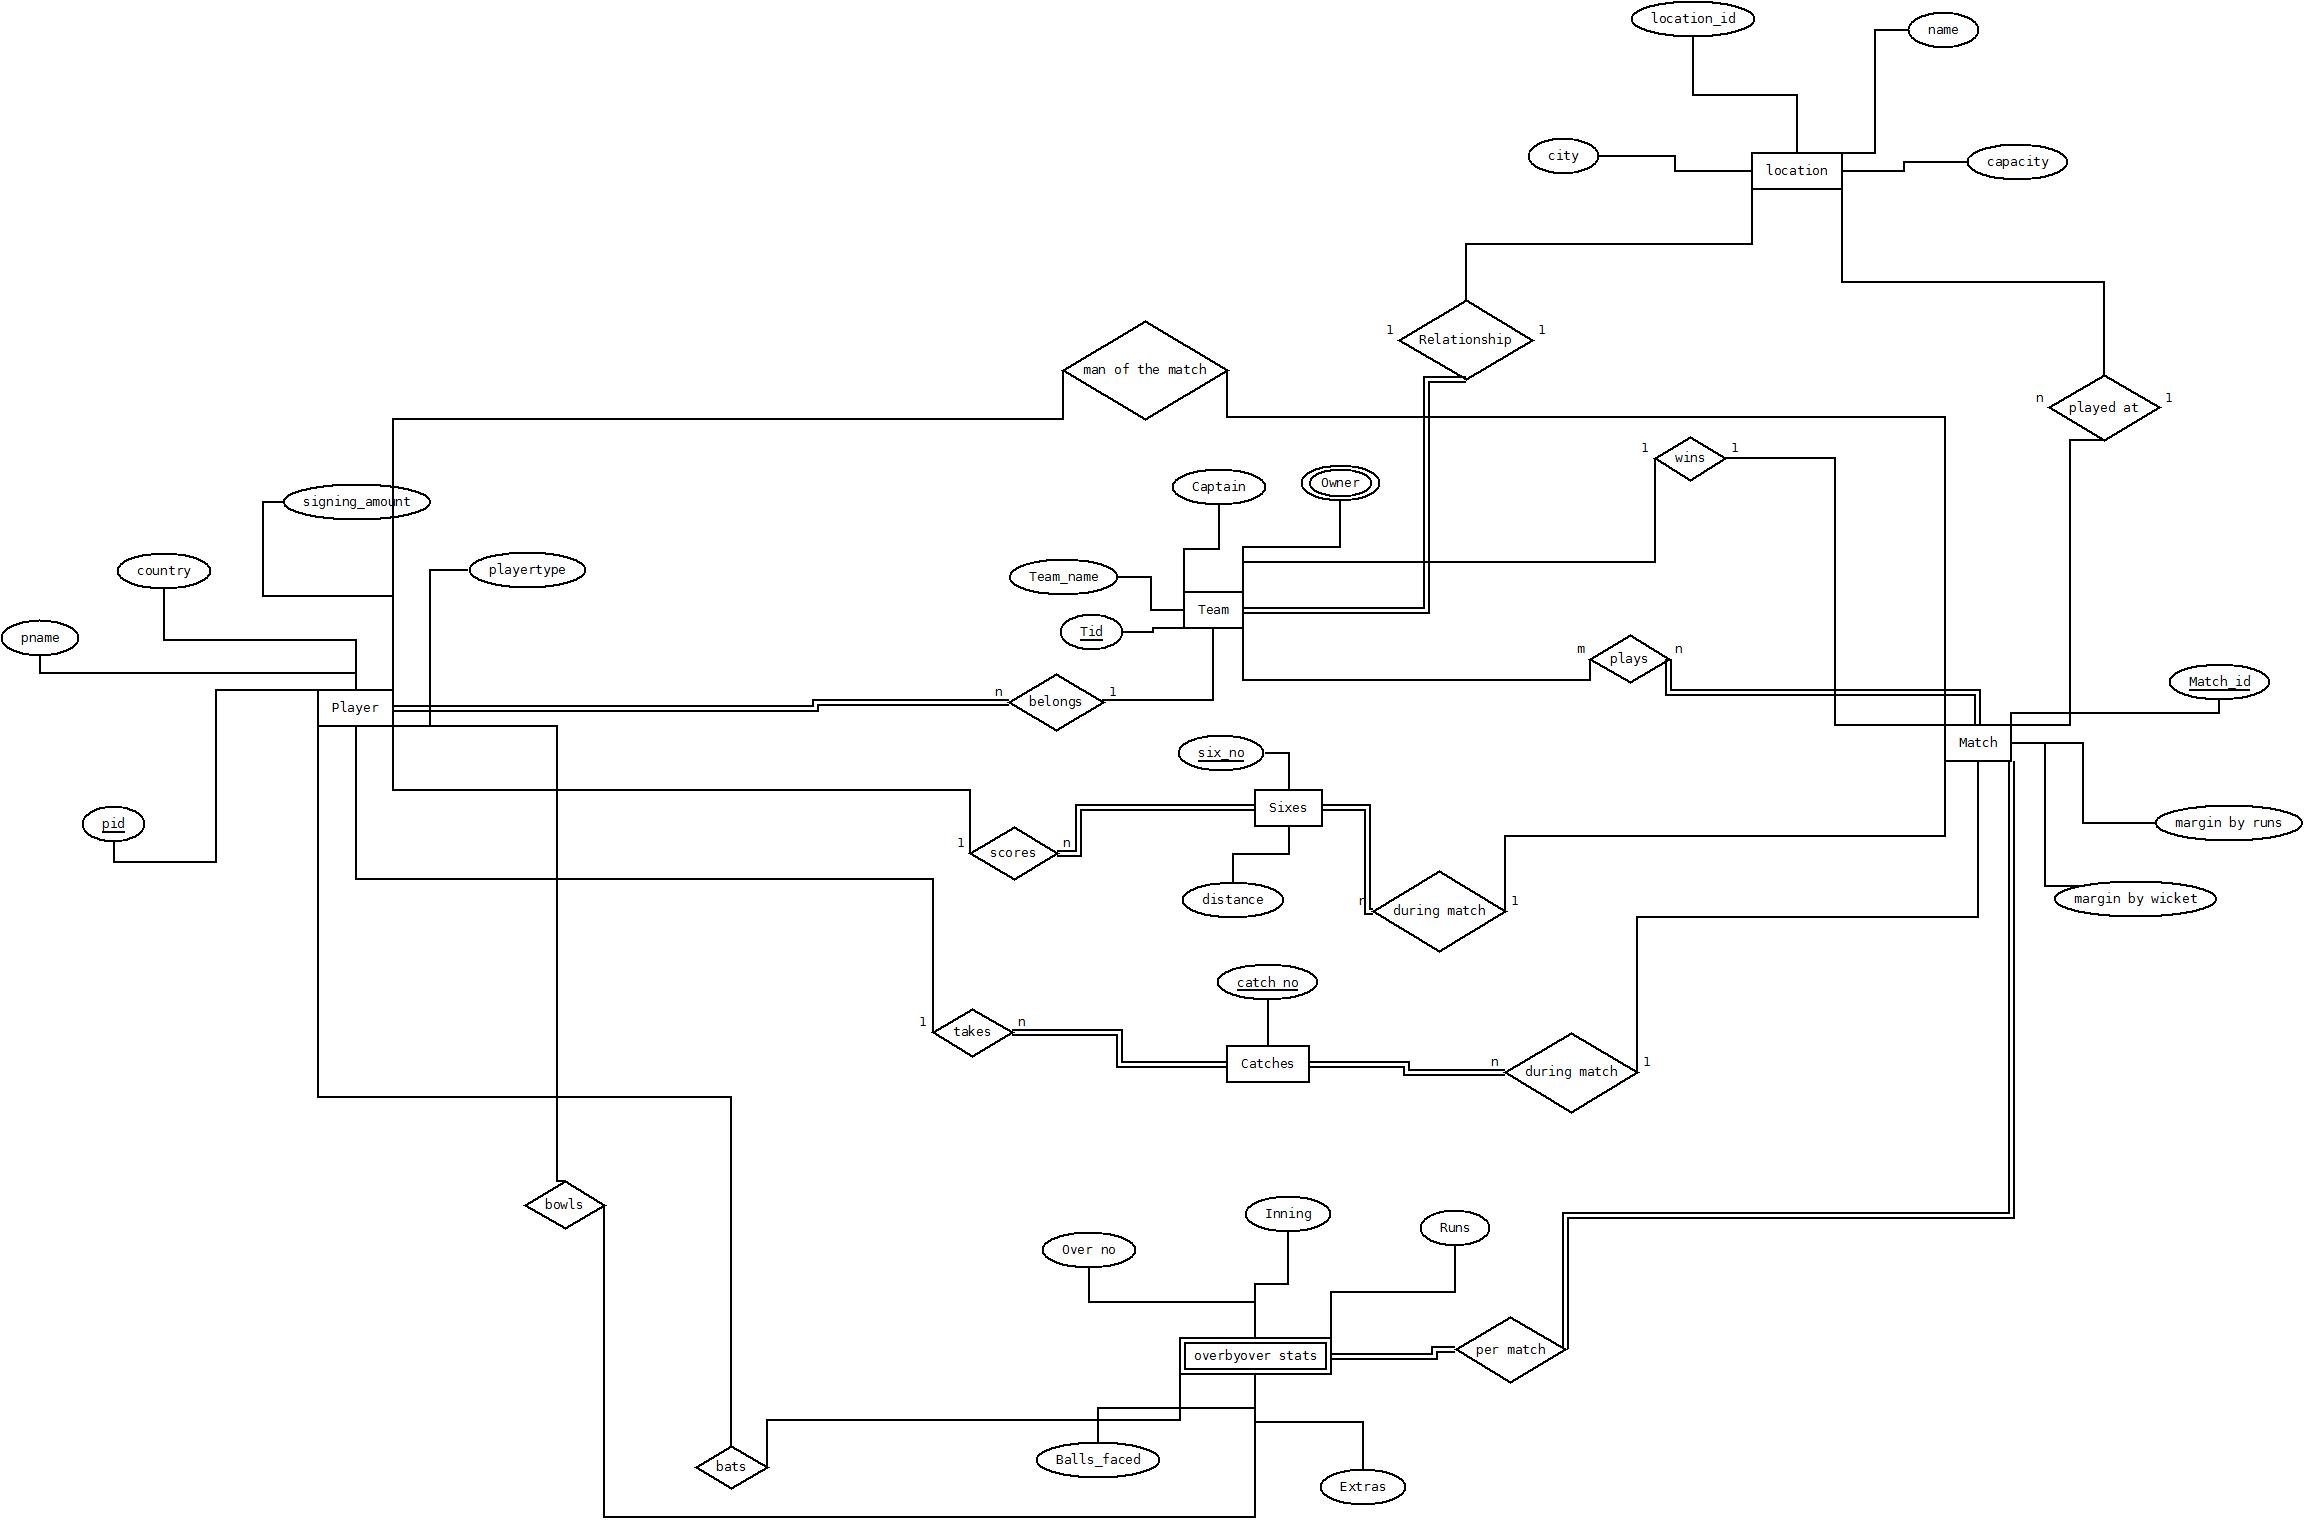 location_id
name
city
location
capacity
1
Relationship
1
man of the match
n
played at
1
1
wins
1
Captain
Owner
signing_amount
country
playertype
Team_name
Team
Tid
pname
m
plays
n
Match_id
Player
n
belongs
1
six_no
Match
Sixes
pid
margin by runs
1
scores
n
distance
during match
1
margin by wicket
catch no
1
takes
n
Catches
n
during match
1
bowls
Inning
Runs
Over no
per match
overbyover stats
Balls_faced
bats
Extras